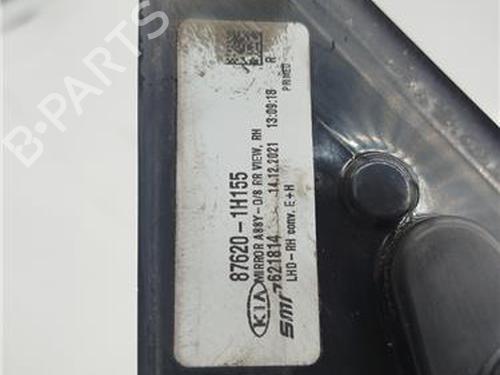 87620-1H155
KIA MIRROR ASSY-O/S RR VIEW, RH
621814 14.12.2021 13:09:18 R
SMR LHD-RH conv. E+H PRIMED
B-PARTS